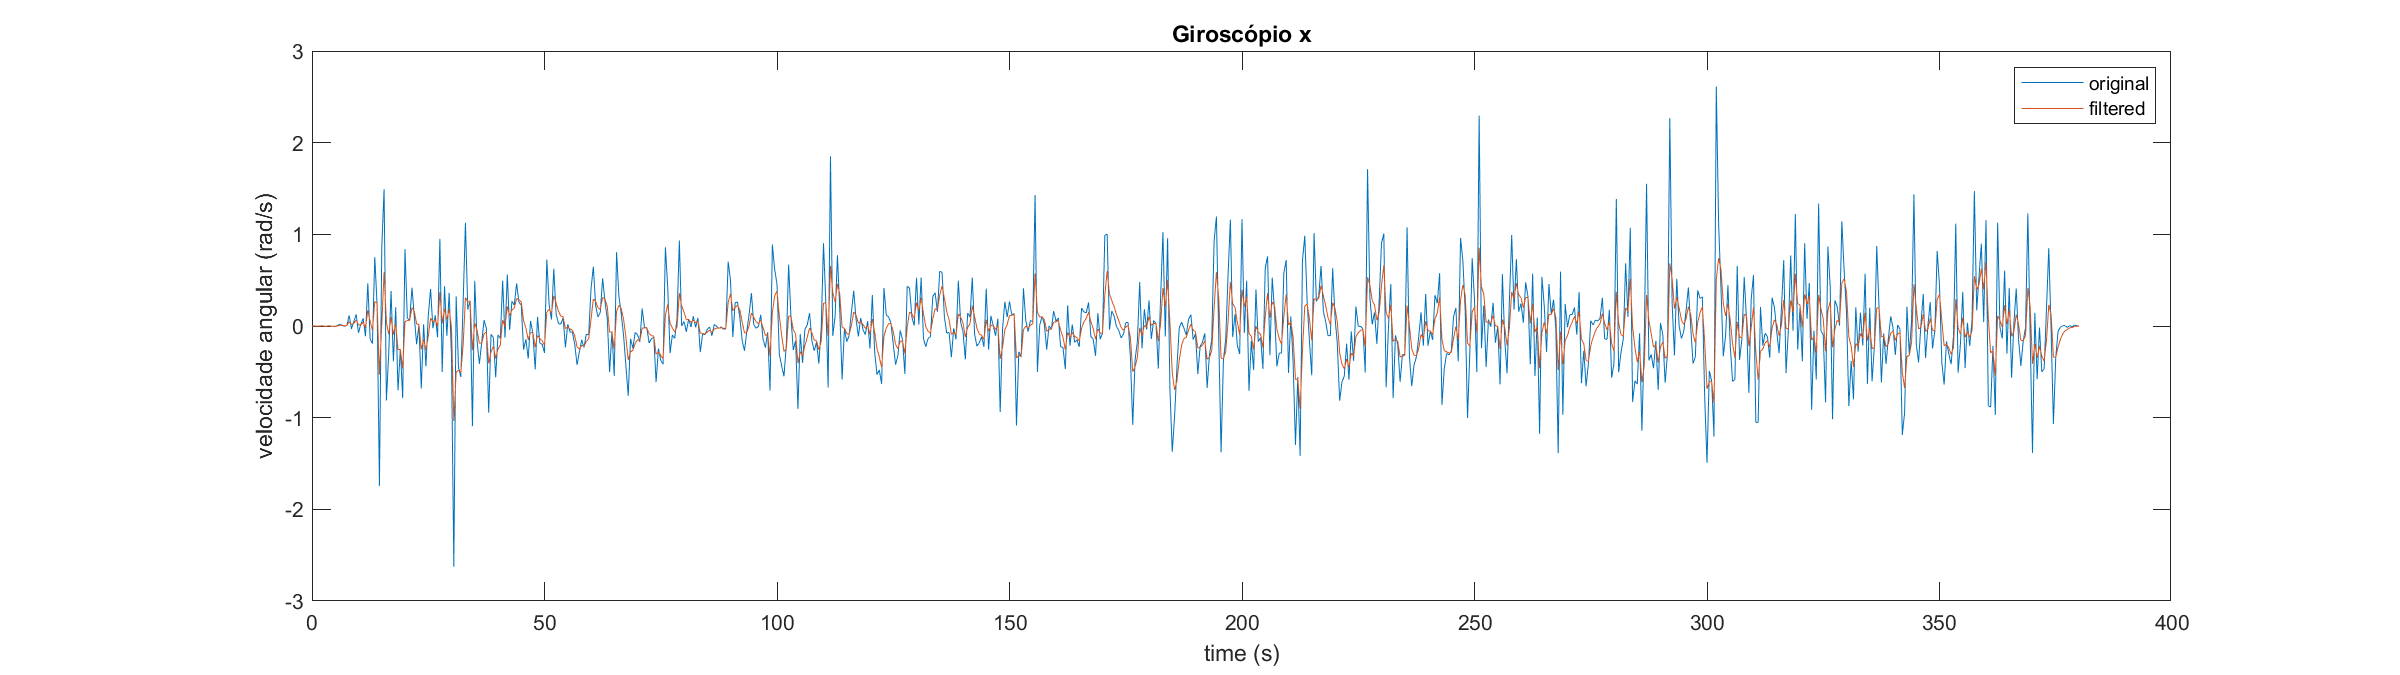 Giroscópio x
original
filtered
velocidade angular (rad/s)
3
2
1
0
-1
-2
-3
0 50 100 150 200 250 300 350 400
time (s)